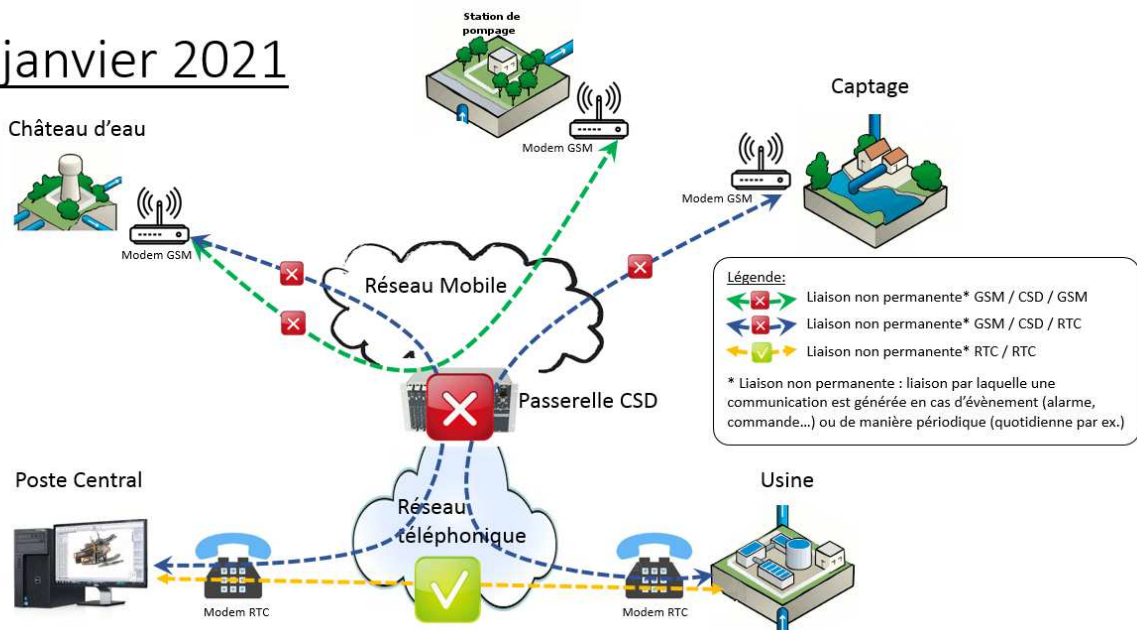 janvier 2021
Station de
pompage
Modem GSM
Captage
Modem GSM
Château d'eau
Modem GSM
Réseau Mobile
Légende:
Liaison non permanente* GSM / CSD / GSM
Liaison non permanente* GSM / CSD / RTC
Liaison non permanente* RTC / RTC
* Liaison non permanente : liaison par laquelle une
communication est générée en cas d'évènement (alarme,
commande...) ou de manière périodique (quotidienne par ex.)
Passerelle CSD
Poste Central
Réseau
téléphonique
Usine
Modem RTC
Modem RTC